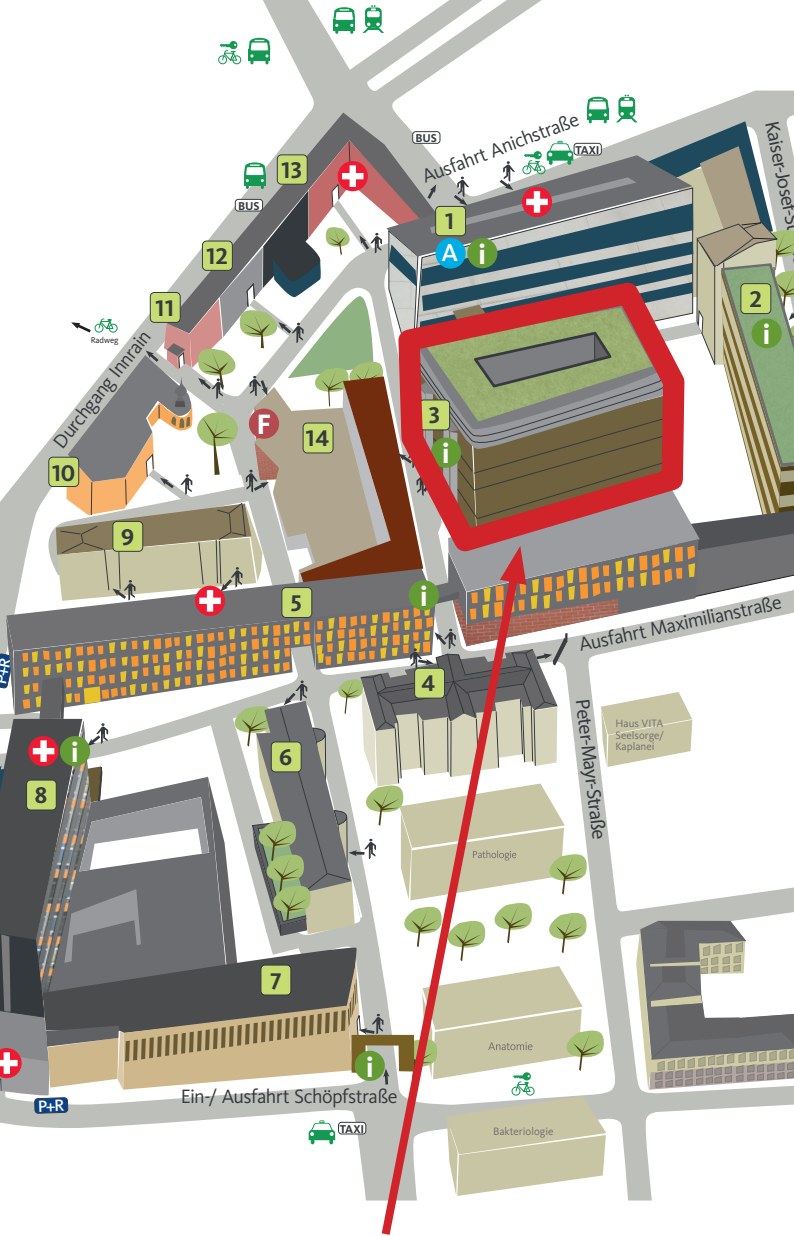 BUS
Ausfahrt Anichstraße
TAXI
Kaiser-Josef-St
13
BUS
1
A
i
12
2
i
11
Radweg
Durchgang Innrain
3
i
F
14
10
9
5
i
P+R
Ausfahrt Maximilianstraße
4
Peter-Mayr-Straße
Haus VITA
Seelsorge/
Kaplanei
6
i
8
Pathologie
7
Anatomie
i
Ein-/ Ausfahrt Schöpfstraße
P+R
TAXI
Bakteriologie